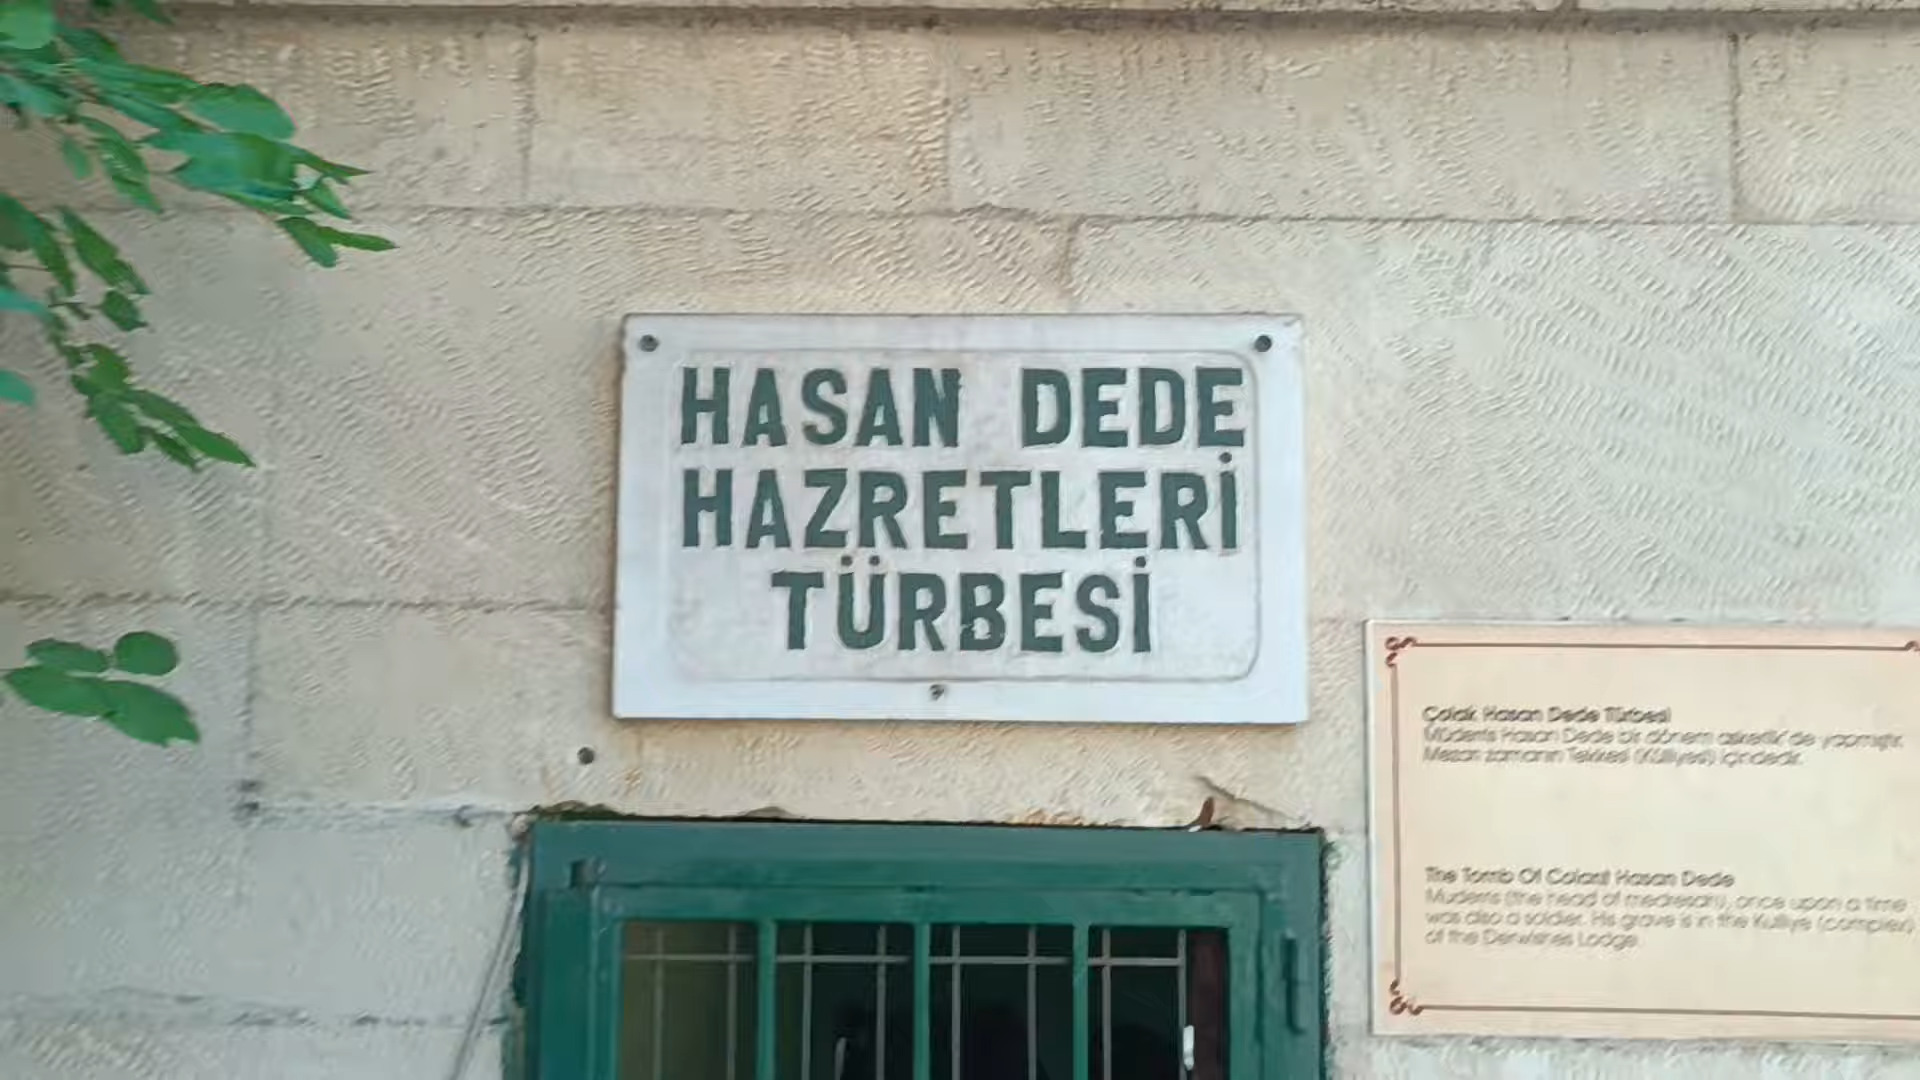 HASAN DEDE
HAZRETLERİ
TÜRBESİ
Çolak Hasan Dede Türbesi
Müderris Hasan Dede bir dönem askerlik de yapmıştır.
Mezarı zamanın Tekkesi (Külliyesi) içindedir.
The Tomb Of Hasan Dede
Muderris (the head of medresah), once upon a time
was also a soldier. His grave is in the Kulliye (complex)
of the Derwishes Lodge.